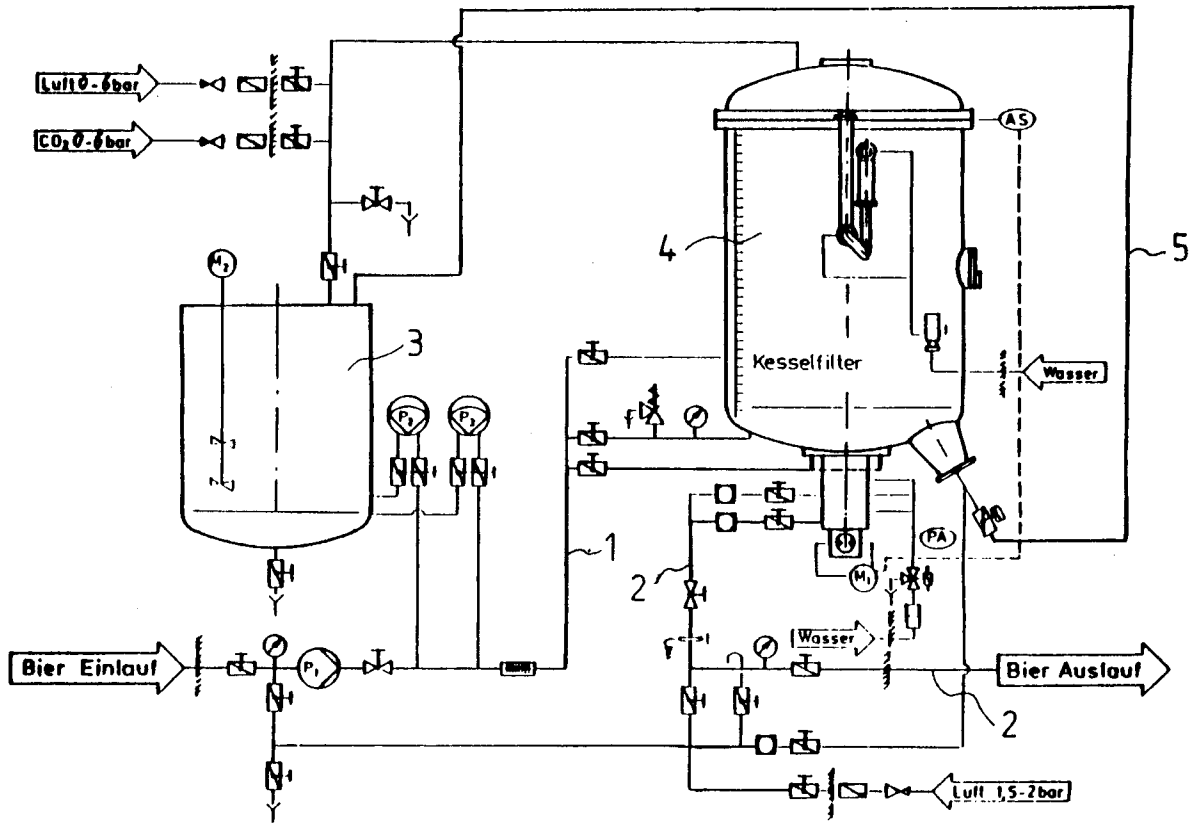 Luft 0-6bar
5
AS
CO₂ 0-6bar
4
M₂
3
Kesselfilter
Wasser
P₂
P₃
1
2
PA
M₁
Wasser
Bier Einlauf
P₁
Bier Auslauf
2
Luft 1,5-2bar